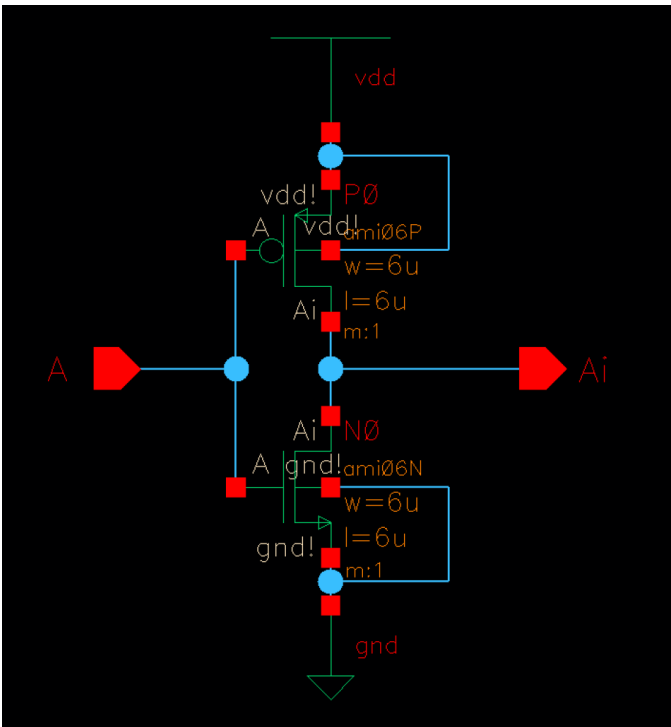 vdd
vdd!
P0
A
vdd!
ami06P
w=6u
l=6u
Ai
m:1
A
Ai
Ai
N0
A
gnd!
ami06N
w=6u
l=6u
gnd!
m:1
gnd